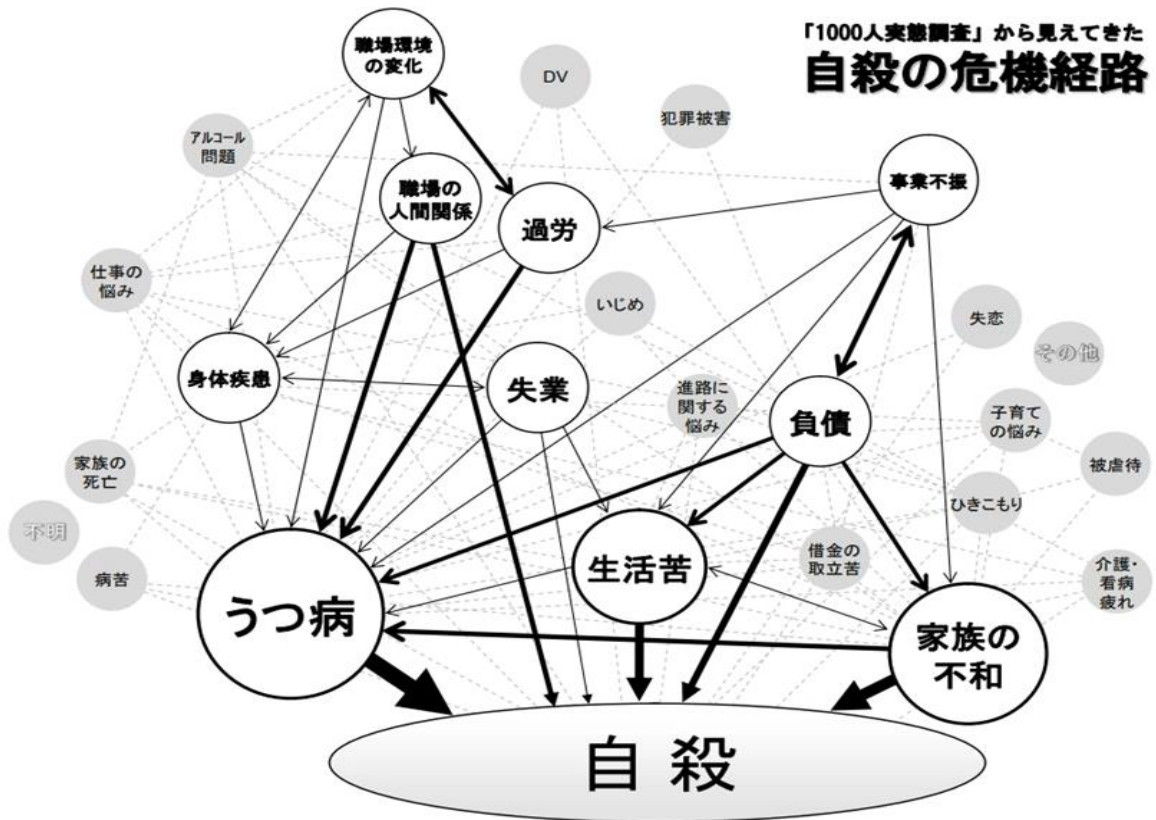 「1000人実態調査」から見えてきた
自殺の危機経路
職場環境
の変化
DV
犯罪被害
アルコール
問題
職場の
人間関係
過労
事業不振
仕事の
悩み
いじめ
失恋
その他
身体疾患
失業
進路に
関する
悩み
負債
子育て
の悩み
家族の
死亡
被虐待
ひきこもり
不明
病苦
生活苦
借金の
取立苦
介護・
看病
疲れ
うつ病
家族の
不和
自殺